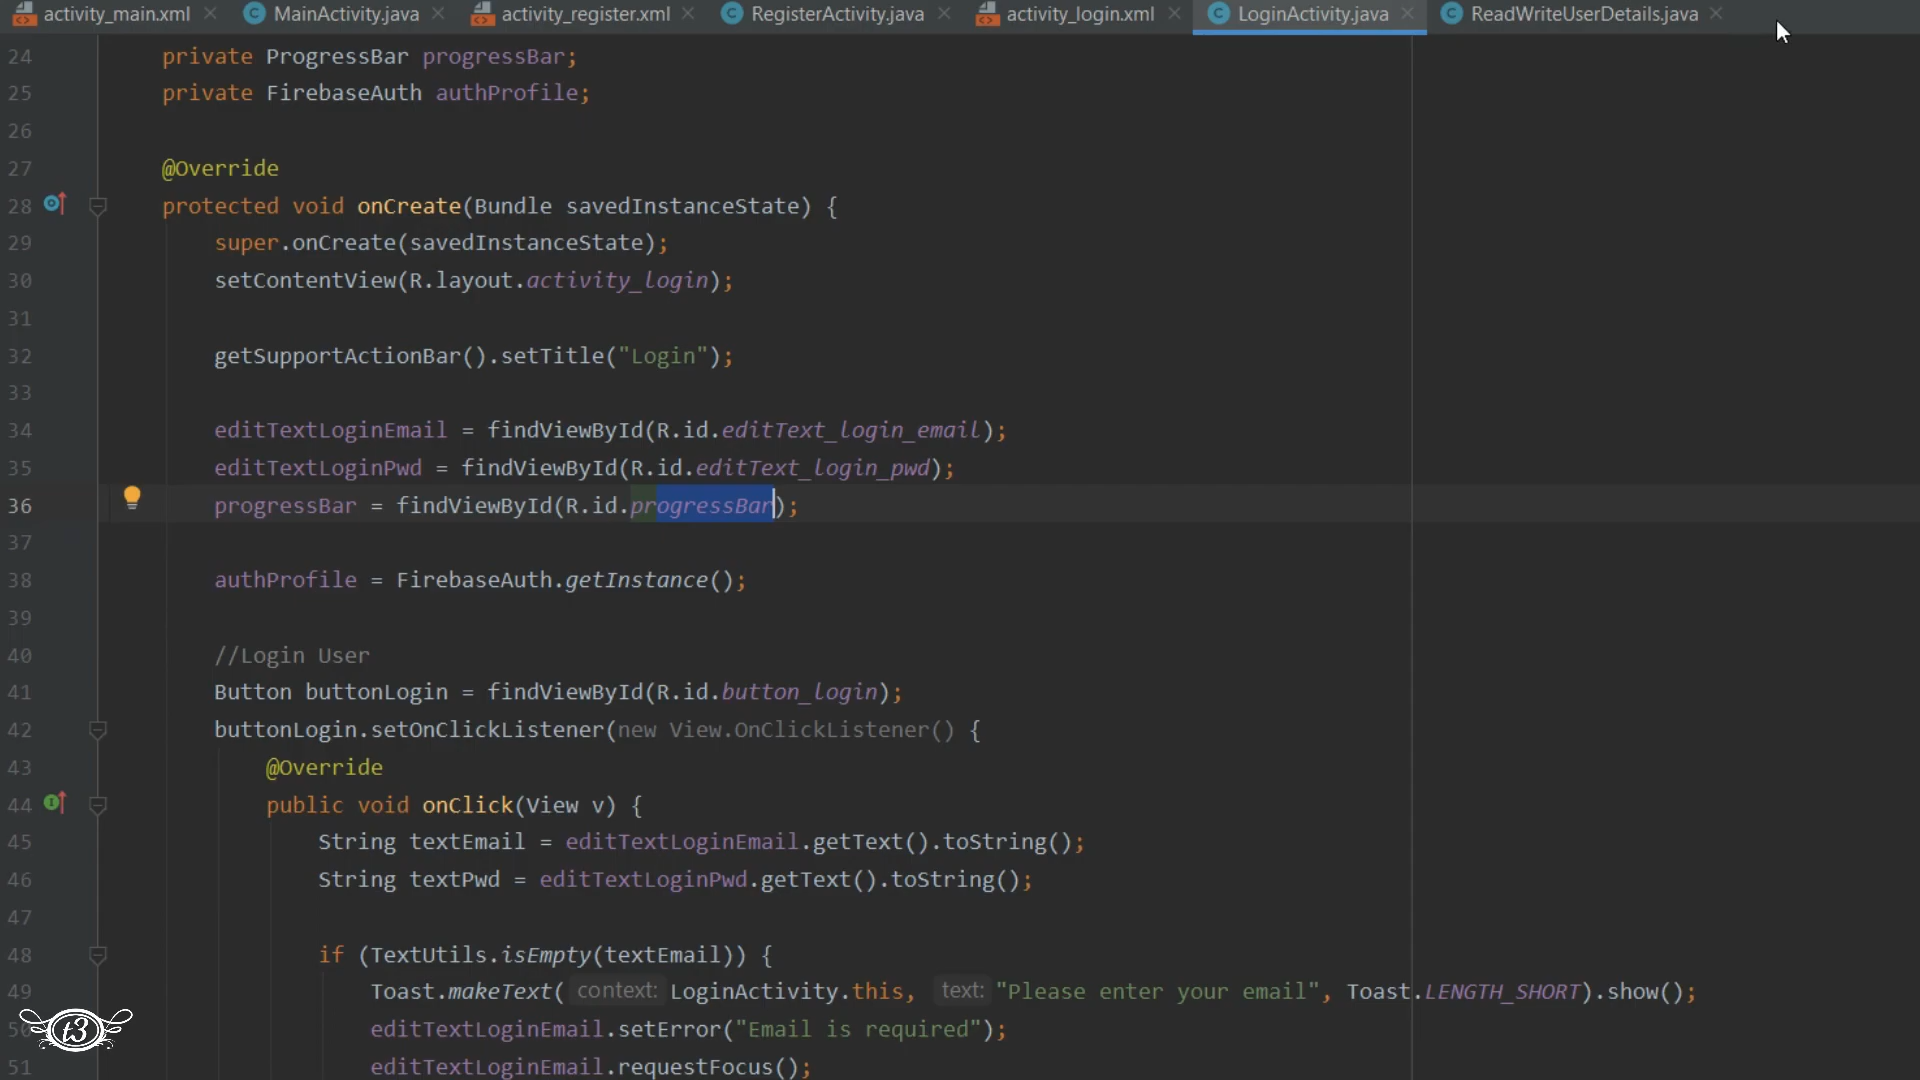 activity_main.xml MainActivity.java activity_register.xml RegisterActivity.java activity_login.xml LoginActivity.java ReadWriteUserDetails.java
24 private ProgressBar progressBar;
25 private FirebaseAuth authProfile;
26
27 @Override
28 protected void onCreate(Bundle savedInstanceState) {
29 super.onCreate(savedInstanceState);
30 setContentView(R.layout.activity_login);
31
32 getSupportActionBar().setTitle("Login");
33
34 editTextLoginEmail = findViewById(R.id.editText_login_email);
35 editTextLoginPwd = findViewById(R.id.editText_login_pwd);
36 progressBar = findViewById(R.id.progressBar);
37
38 authProfile = FirebaseAuth.getInstance();
39
40 //Login User
41 Button buttonLogin = findViewById(R.id.button_login);
42 buttonLogin.setOnClickListener(new View.OnClickListener() {
43 @Override
44 public void onClick(View v) {
45 String textEmail = editTextLoginEmail.getText().toString();
46 String textPwd = editTextLoginPwd.getText().toString();
47
48 if (TextUtils.isEmpty(textEmail)) {
49 Toast.makeText( context: LoginActivity.this, text: "Please enter your email", Toast.LENGTH_SHORT).show();
50 editTextLoginEmail.setError("Email is required");
51 editTextLoginEmail.requestFocus();
t3